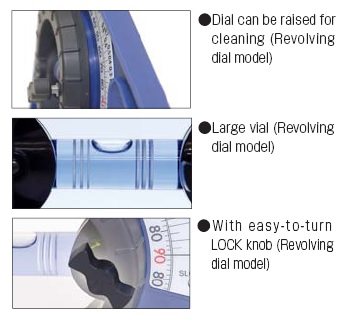 ●Dial can be raised for
cleaning (Revolving
dial model)
●Large vial (Revolving
dial model)
●With easy-to-turn
LOCK knob (Revolving
dial model)
80
90
80
SL